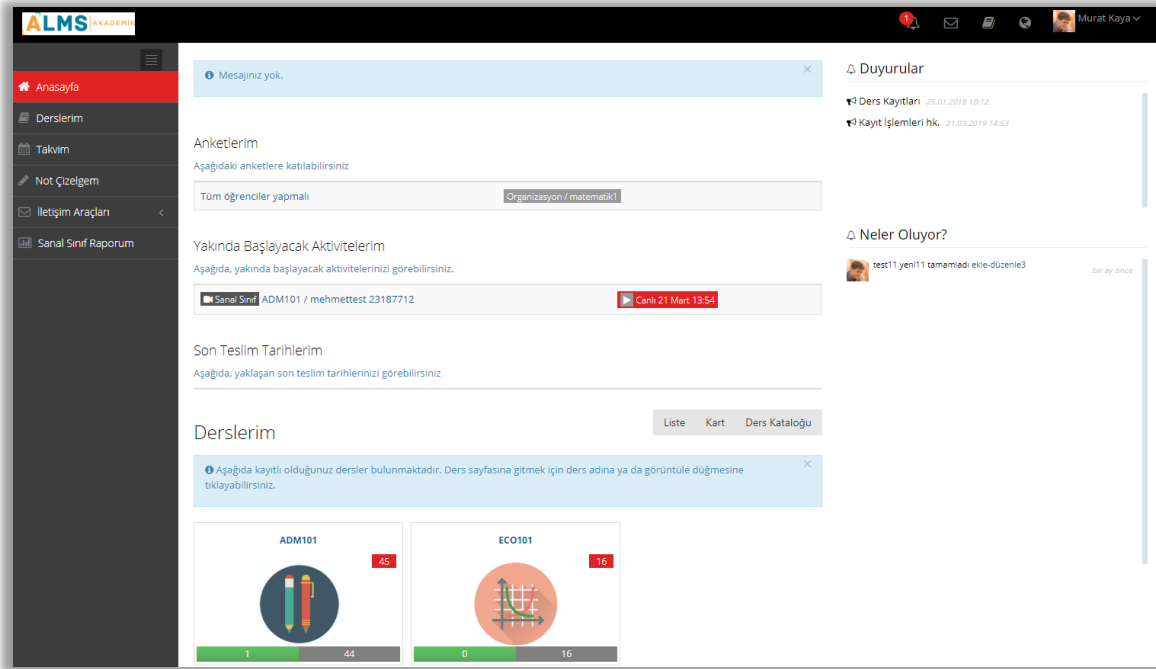 ALMS AKADEMİK
1
Murat Kaya
Anasayfa
Derslerim
Takvim
Not Çizelgem
İletişim Araçları
Sanal Sınıf Raporum
Mesajınız yok.
×
Anketlerim
Aşağıdaki anketlere katılabilirsiniz
Tüm öğrenciler yapmalı
Organizasyon / matematik1
Yakında Başlayacak Aktivitelerim
Aşağıda, yakında başlayacak aktivitelerinizi görebilirsiniz.
Sanal Sınıf ADM101 / mehmettest 23187712
Canlı 21 Mart 13:54
Son Teslim Tarihlerim
Aşağıda, yaklaşan son teslim tarihlerinizi görebilirsiniz
Derslerim
Liste Kart Ders Kataloğu
Aşağıda kayıtlı olduğunuz dersler bulunmaktadır. Ders sayfasına gitmek için ders adına ya da görüntüle düğmesine
tıklayabilirsiniz.
×
ADM101
45
1 44
ECO101
16
0 16
Duyurular
Ders Kayıtları 25.01.2018 10:12
Kayıt İşlemleri hk. 21.03.2019 14:53
Neler Oluyor?
test11 yeni11 tamamladı ekle-düzenle3
bir ay önce